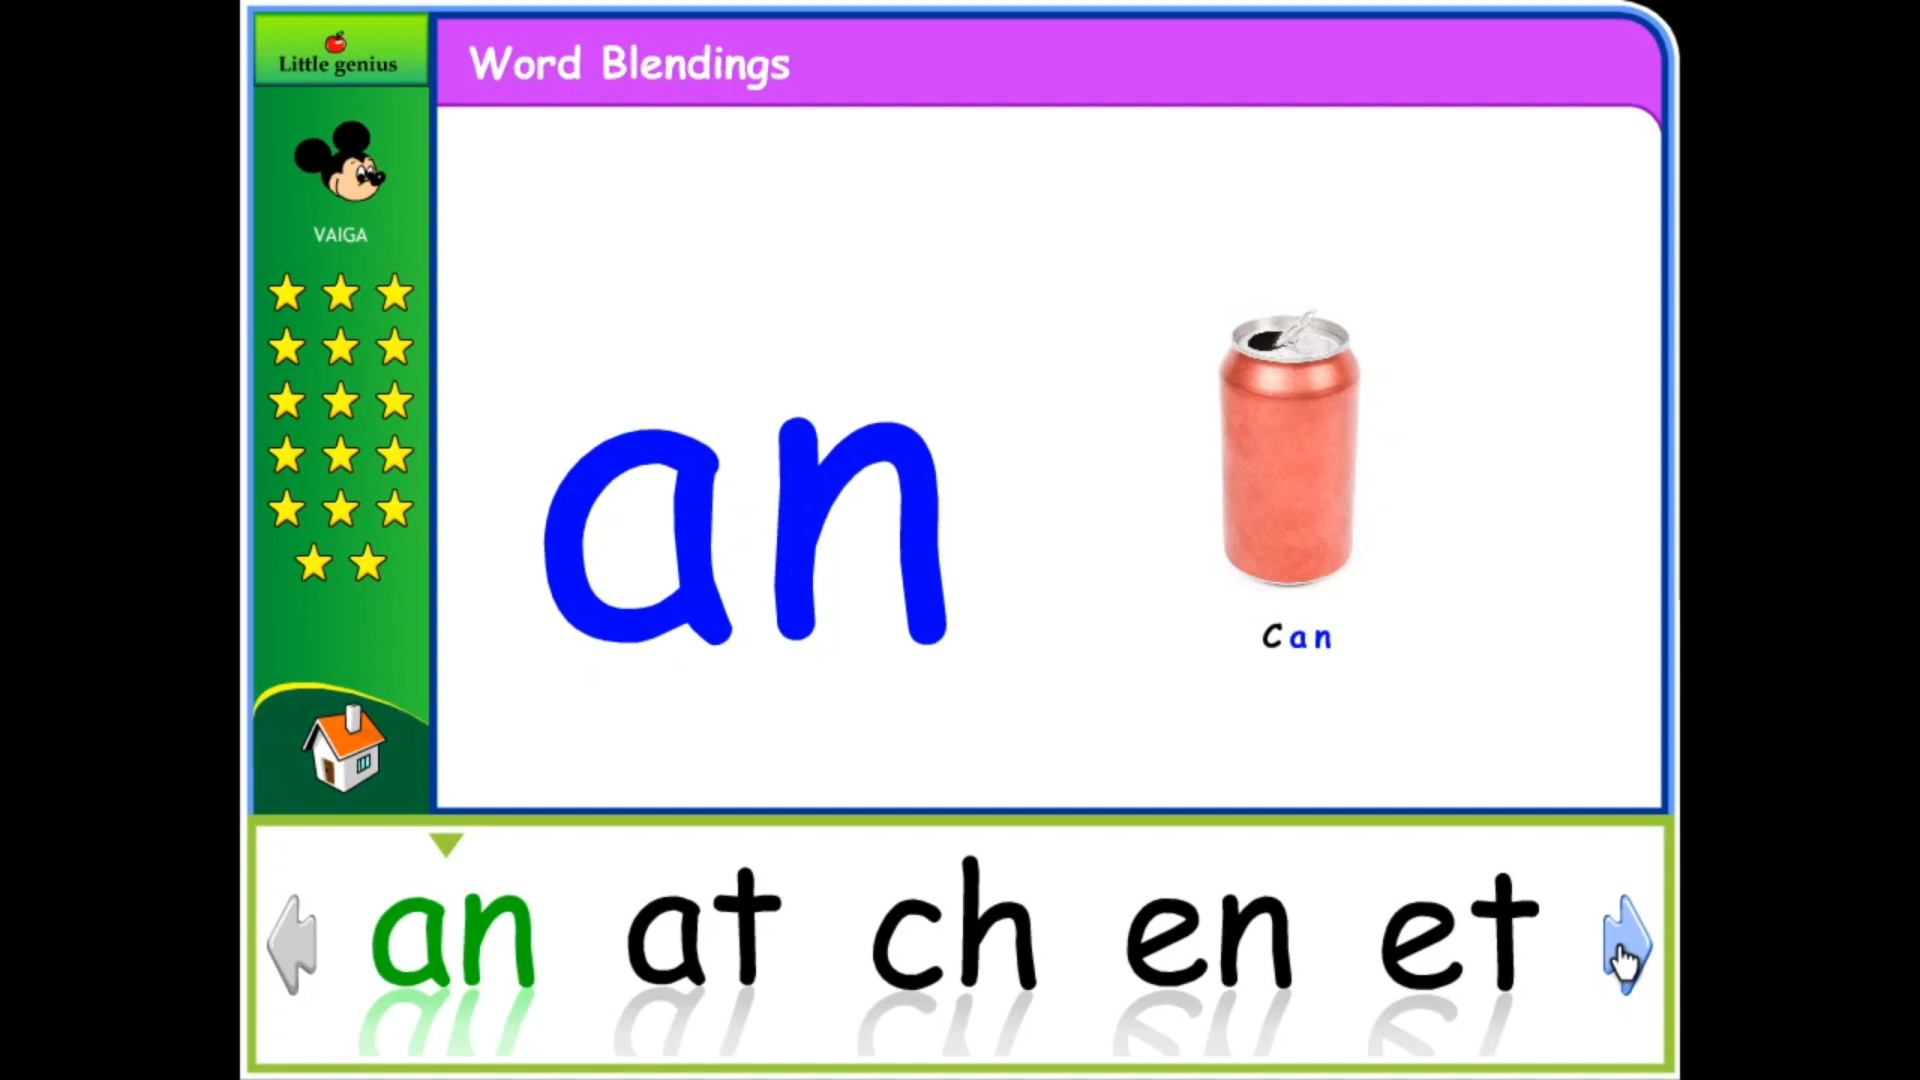 Little genius
Word Blendings
VAIGA
an
Can
an at ch en et